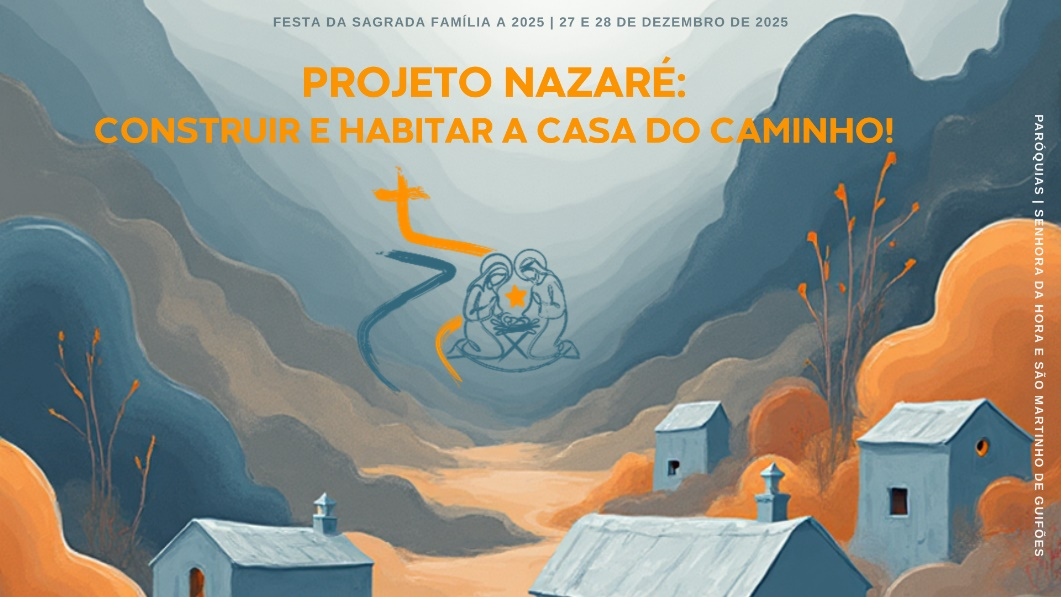 FESTA DA SAGRADA FAMÍLIA A 2025 | 27 E 28 DE DEZEMBRO DE 2025
PROJETO NAZARÉ:
CONSTRUIR E HABITAR A CASA DO CAMINHO!
PARÓQUIAS | SENHORA DA HORA E SÃO MARTINHO DE GUIFÕES